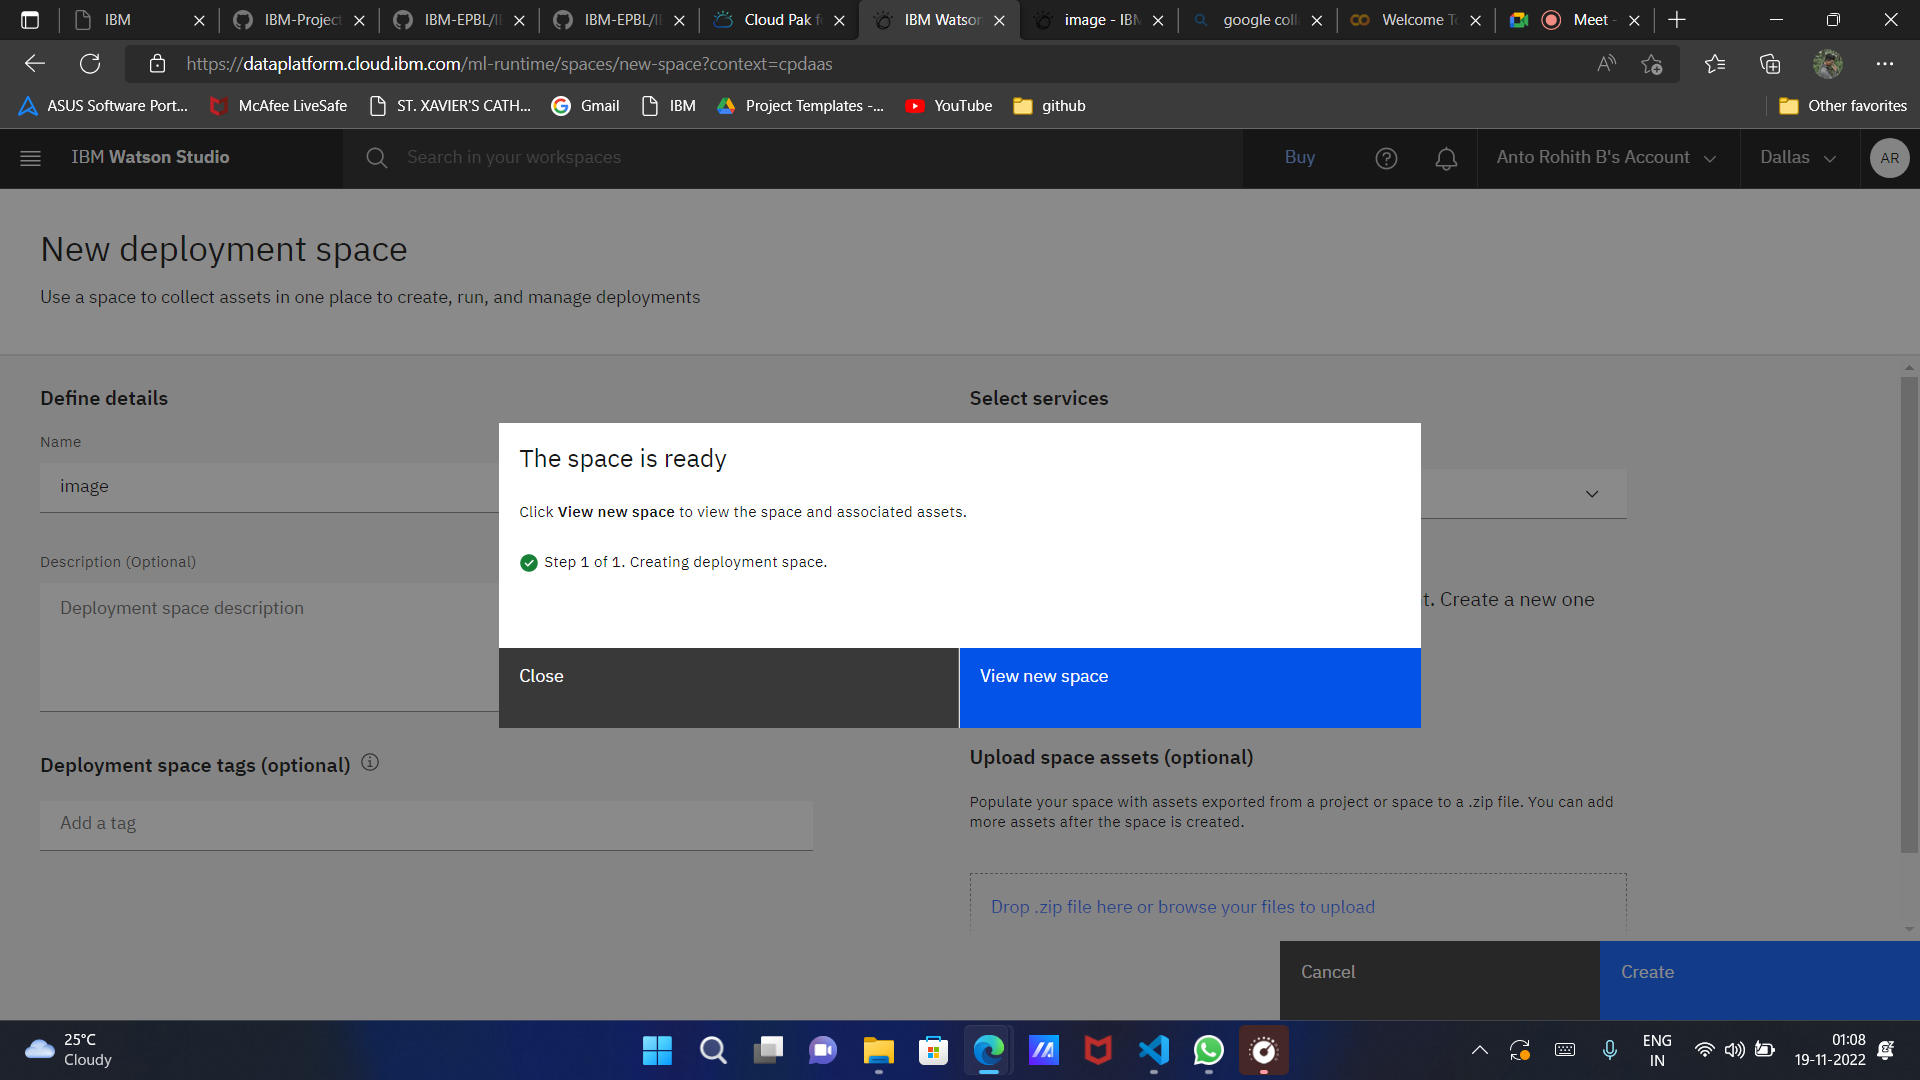 IBM
IBM-Project
IBM-EPBL/I
IBM-EPBL/I
Cloud Pak f
IBM Watson
image - IBM
google coll
Welcome To
Meet -
https://dataplatform.cloud.ibm.com/ml-runtime/spaces/new-space?context=cpdaas
ASUS Software Port...
McAfee LiveSafe
ST. XAVIER'S CATH...
Gmail
IBM
Project Templates -...
YouTube
github
Other favorites
IBM Watson Studio
Search in your workspaces
Buy
Anto Rohith B's Account
Dallas
AR
New deployment space
Use a space to collect assets in one place to create, run, and manage deployments
Define details
Select services
Name
image
The space is ready
Click View new space to view the space and associated assets.
Step 1 of 1. Creating deployment space.
Close
View new space
Description (Optional)
Deployment space description
t. Create a new one
Deployment space tags (optional)
Add a tag
Upload space assets (optional)
Populate your space with assets exported from a project or space to a .zip file. You can add
more assets after the space is created.
Drop .zip file here or browse your files to upload
Cancel
Create
25°C
Cloudy
ENG
IN
01:08
19-11-2022